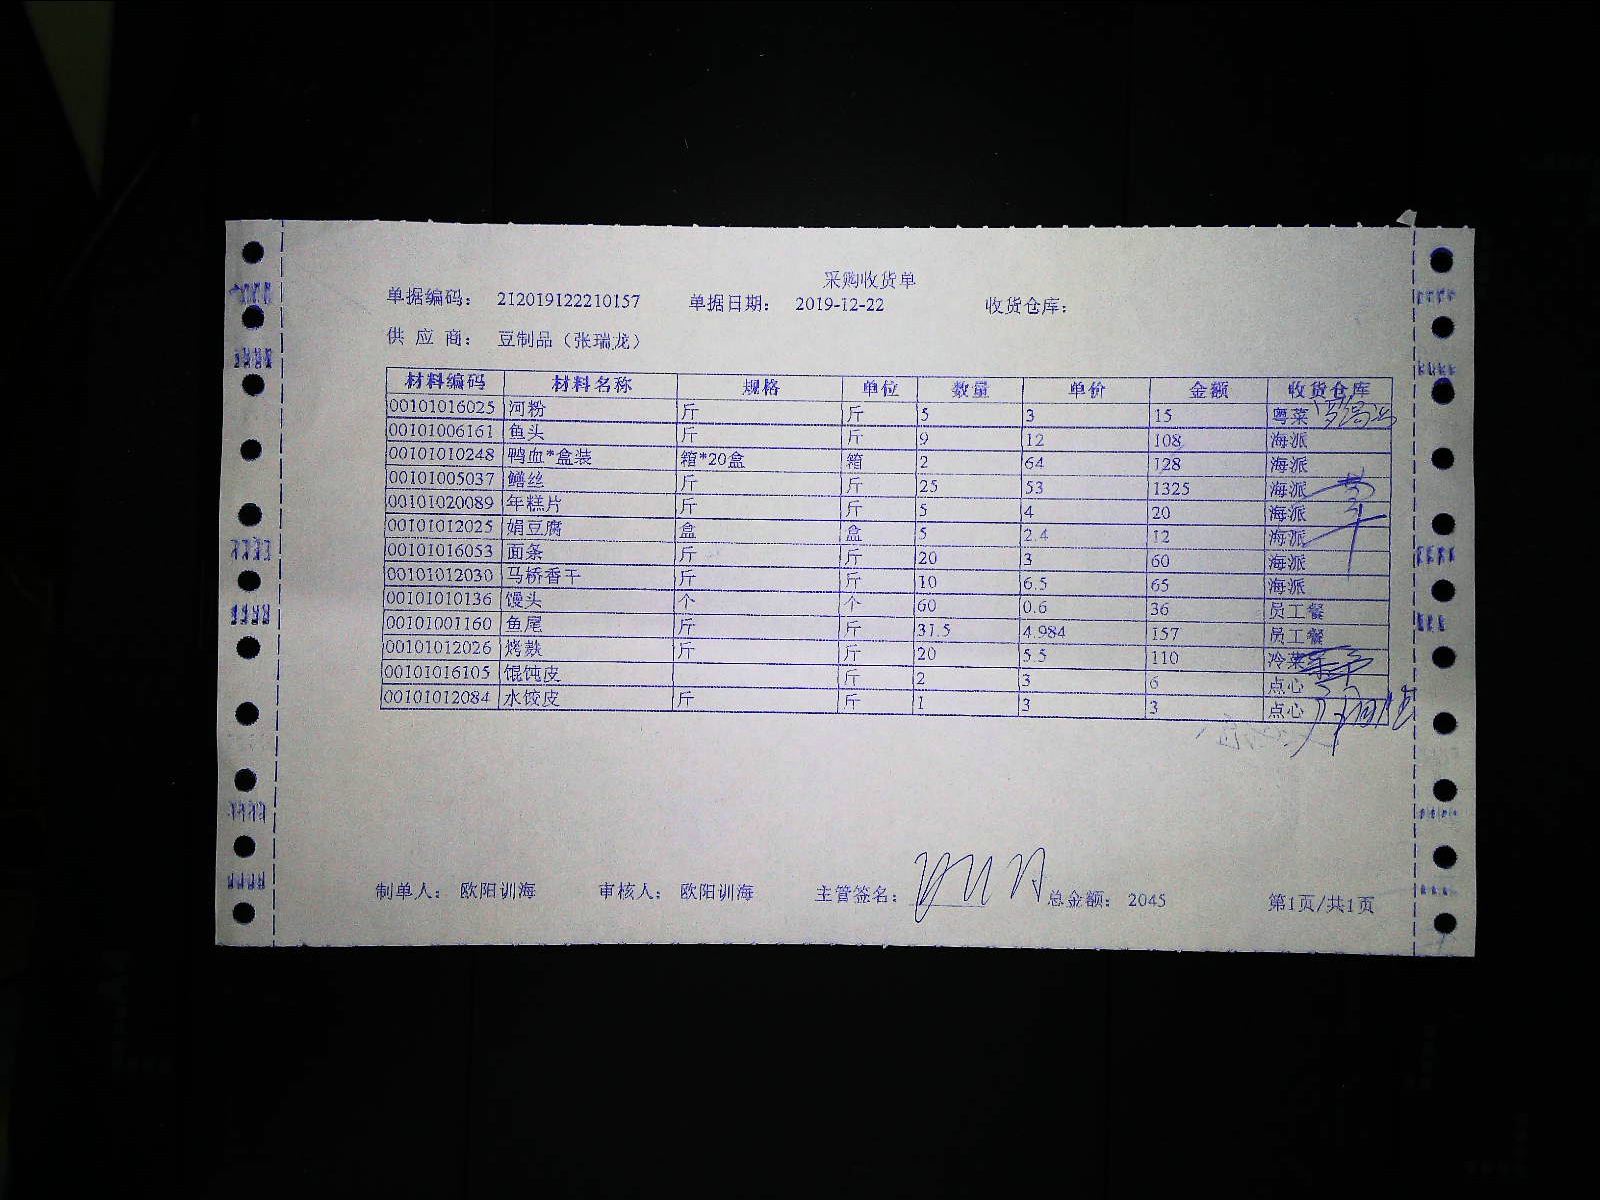 采购收货单
单据编码： 212019122210157 单据日期： 2019-12-22 收货仓库：
供 应 商： 豆制品（张瑞龙）
材料编码 材料名称 规格 单位 数量 单价 金额 收货仓库
00101016025 河粉 斤 斤 5 3 15 粤菜
00101006161 鱼头 斤 斤 9 12 108 海派
00101010248 鸭血*盒装 箱*20盒 箱 2 64 128 海派
00101005037 鳝丝 斤 斤 25 53 1325 海派
00101020089 年糕片 斤 斤 5 4 20 海派
00101012025 娟豆腐 盒 盒 5 2.4 12 海派
00101016053 面条 斤 斤 20 3 60 海派
00101012030 马桥香干 斤 斤 10 6.5 65 海派
00101010136 馒头 个 个 60 0.6 36 员工餐
00101001160 鱼尾 斤 斤 31.5 4.984 157 员工餐
00101012026 烤麸 斤 斤 20 5.5 110 冷菜
00101016105 馄饨皮 斤 2 3 6 点心
00101012084 水饺皮 斤 斤 1 3 3 点心
制单人： 欧阳训海 审核人： 欧阳训海 主管签名： 总金额： 2045 第1页/共1页